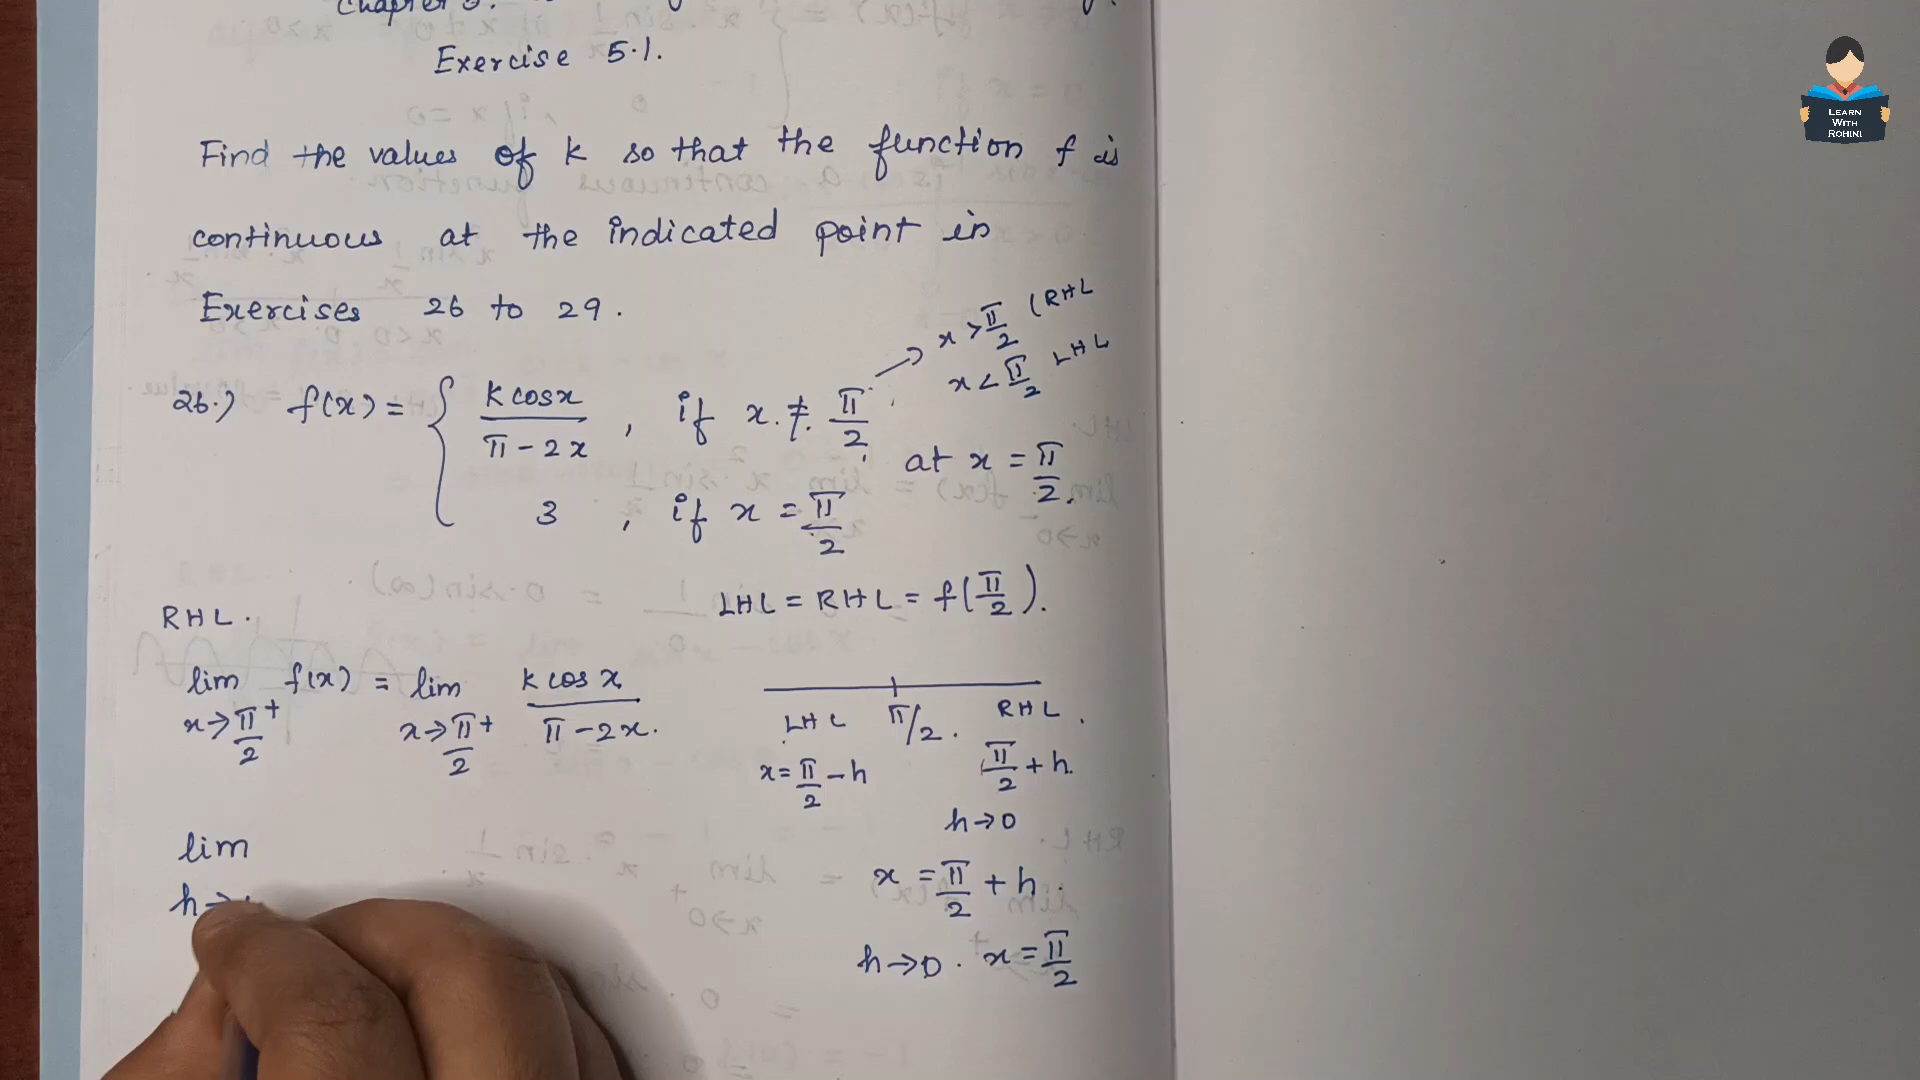 Chapter 5.
Exercise 5.1.
Find the values of k so that the function f is
continuous at the indicated point in
Exercises 26 to 29.
x > π/2 (RHL
x < π/2 LHL
26.) f(x) = { k cosx / π - 2x , if x ≠ π/2
at x = π/2.
3 , if x = π/2
RHL.
LHL = RHL = f(π/2).
lim x→π/2+ f(x) = lim x→π/2+ k cos x / π - 2x.
LHL π/2. RHL.
x = π/2 - h
π/2 + h.
h→0
lim
h→
x = π/2 + h.
h→0. x = π/2
LEARN
WITH
ROHINI